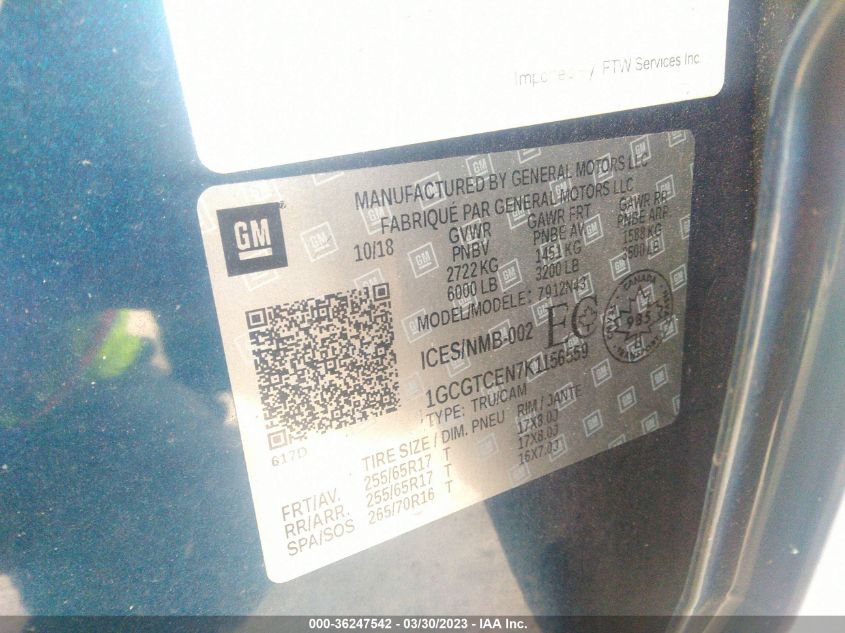 Imported by FTW Services Inc.
MANUFACTURED BY GENERAL MOTORS LLC
FABRIQUÉ PAR GENERAL MOTORS LLC
GM
10/18
GVWR GAWR FRT GAWR RR
PNBV PNBE AV. PNBE ARR.
2722 KG 1451 KG 1588 KG
6000 LB 3200 LB 3500 LB
MODEL/MODELE: 7912N43
ICES/NMB-002 EC
CANADA
985
TRANSPORT
1GCGTCEN7K1156559
TYPE: TRU/CAM
617D
TIRE SIZE / DIM. PNEU RIM / JANTE
FRT/AV. 255/65R17 T 17X8.0J
RR/ARR. 255/65R17 T 17X8.0J
SPA/SOS 265/70R16 T 16X7.0J
000-36247542 - 03/30/2023 - IAA Inc.